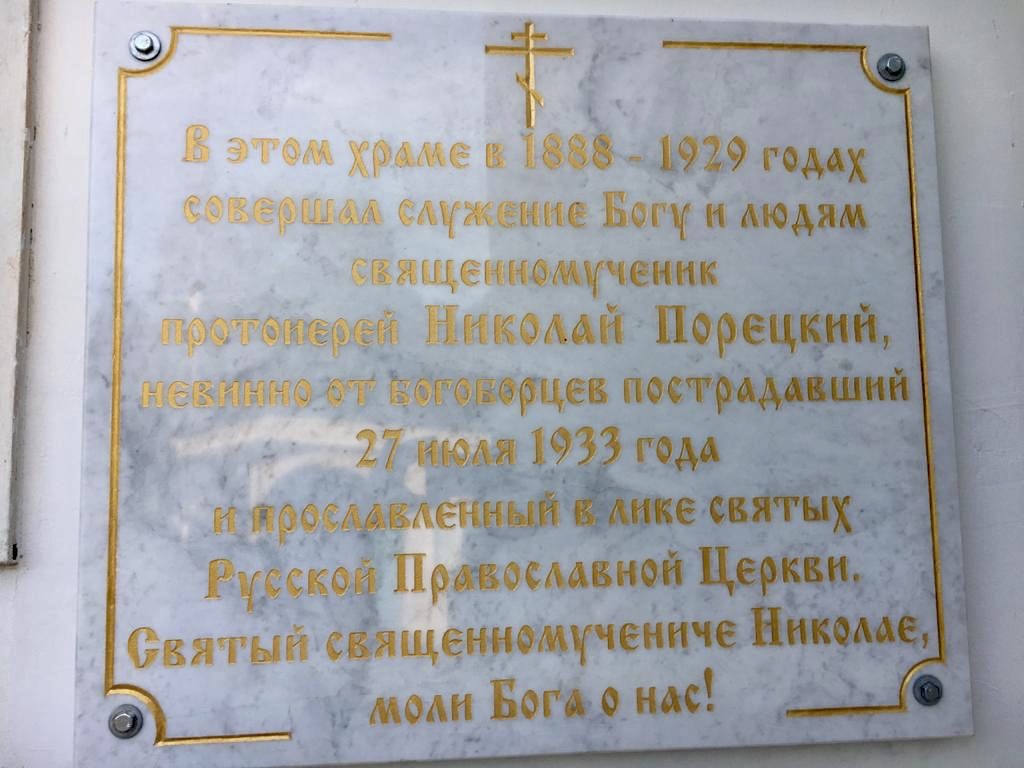 В этом храме в 1888 - 1929 годах
совершал служение Богу и людям
священномученик
протоиерей Николай Порецкий,
невинно от богоборцев пострадавший
27 июля 1933 года
и прославленный в лике святых
Русской Православной Церкви.
Святый священномучениче Николае,
моли Бога о нас!